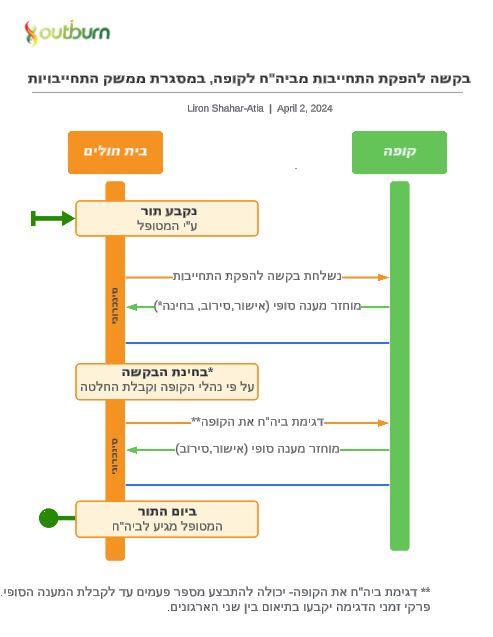 outburn
בקשה להפקת התחייבות מביה"ח לקופה, במסגרת ממשק התחייבויות
Liron Shahar-Atia | April 2, 2024
בית חולים
קופה
נקבע תור
ע"י המטופל
נשלחת בקשה להפקת התחייבות
סינכרוני
מוחזר מענה סופי (אישור,סירוב, בחינה*)
*בחינת הבקשה
על פי נהלי הקופה וקבלת החלטה
דגימת ביה"ח את הקופה**
סינכרוני
מוחזר מענה סופי (אישור,סירוב)
ביום התור
המטופל מגיע לביה"ח
** דגימת ביה"ח את הקופה- יכולה להתבצע מספר פעמים עד לקבלת המענה הסופי.
פרקי זמני הדגימה יקבעו בתיאום בין שני הארגונים.